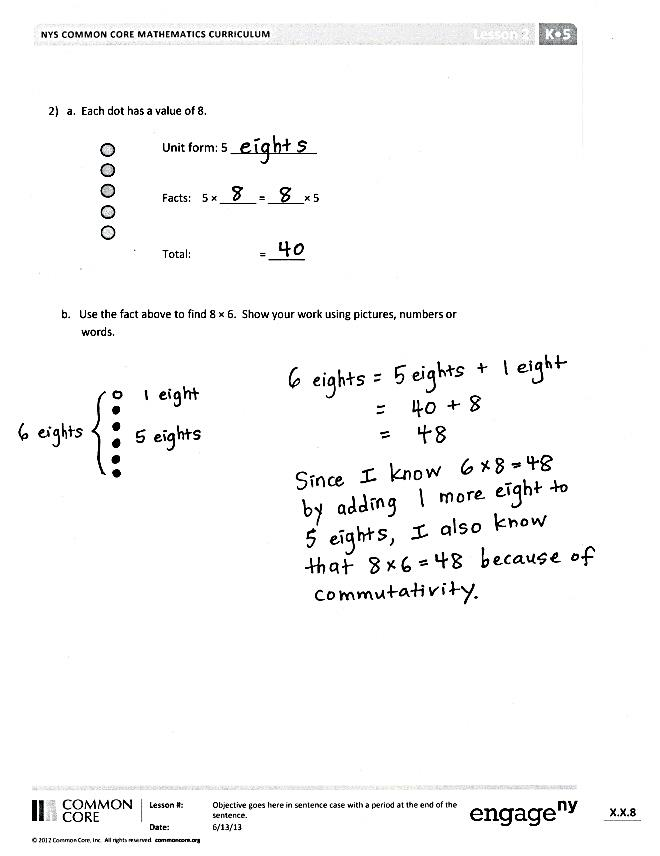 NYS COMMON CORE MATHEMATICS CURRICULUM
Lesson 2
K•5
2) a. Each dot has a value of 8.
Unit form: 5 eights
Facts: 5 × 8 = 8 × 5
Total: = 40
b. Use the fact above to find 8 × 6. Show your work using pictures, numbers or
words.
6 eights
1 eight
5 eights
6 eights = 5 eights + 1 eight
= 40 + 8
= 48
Since I know 6 × 8 = 48
by adding 1 more eight to
5 eights, I also know
that 8 × 6 = 48 because of
commutativity.
COMMON
CORE
Lesson #:
Objective goes here in sentence case with a period at the end of the
sentence.
Date:
6/13/13
engage ny
X.X.8
© 2012 Common Core, Inc. All rights reserved. commoncore.org